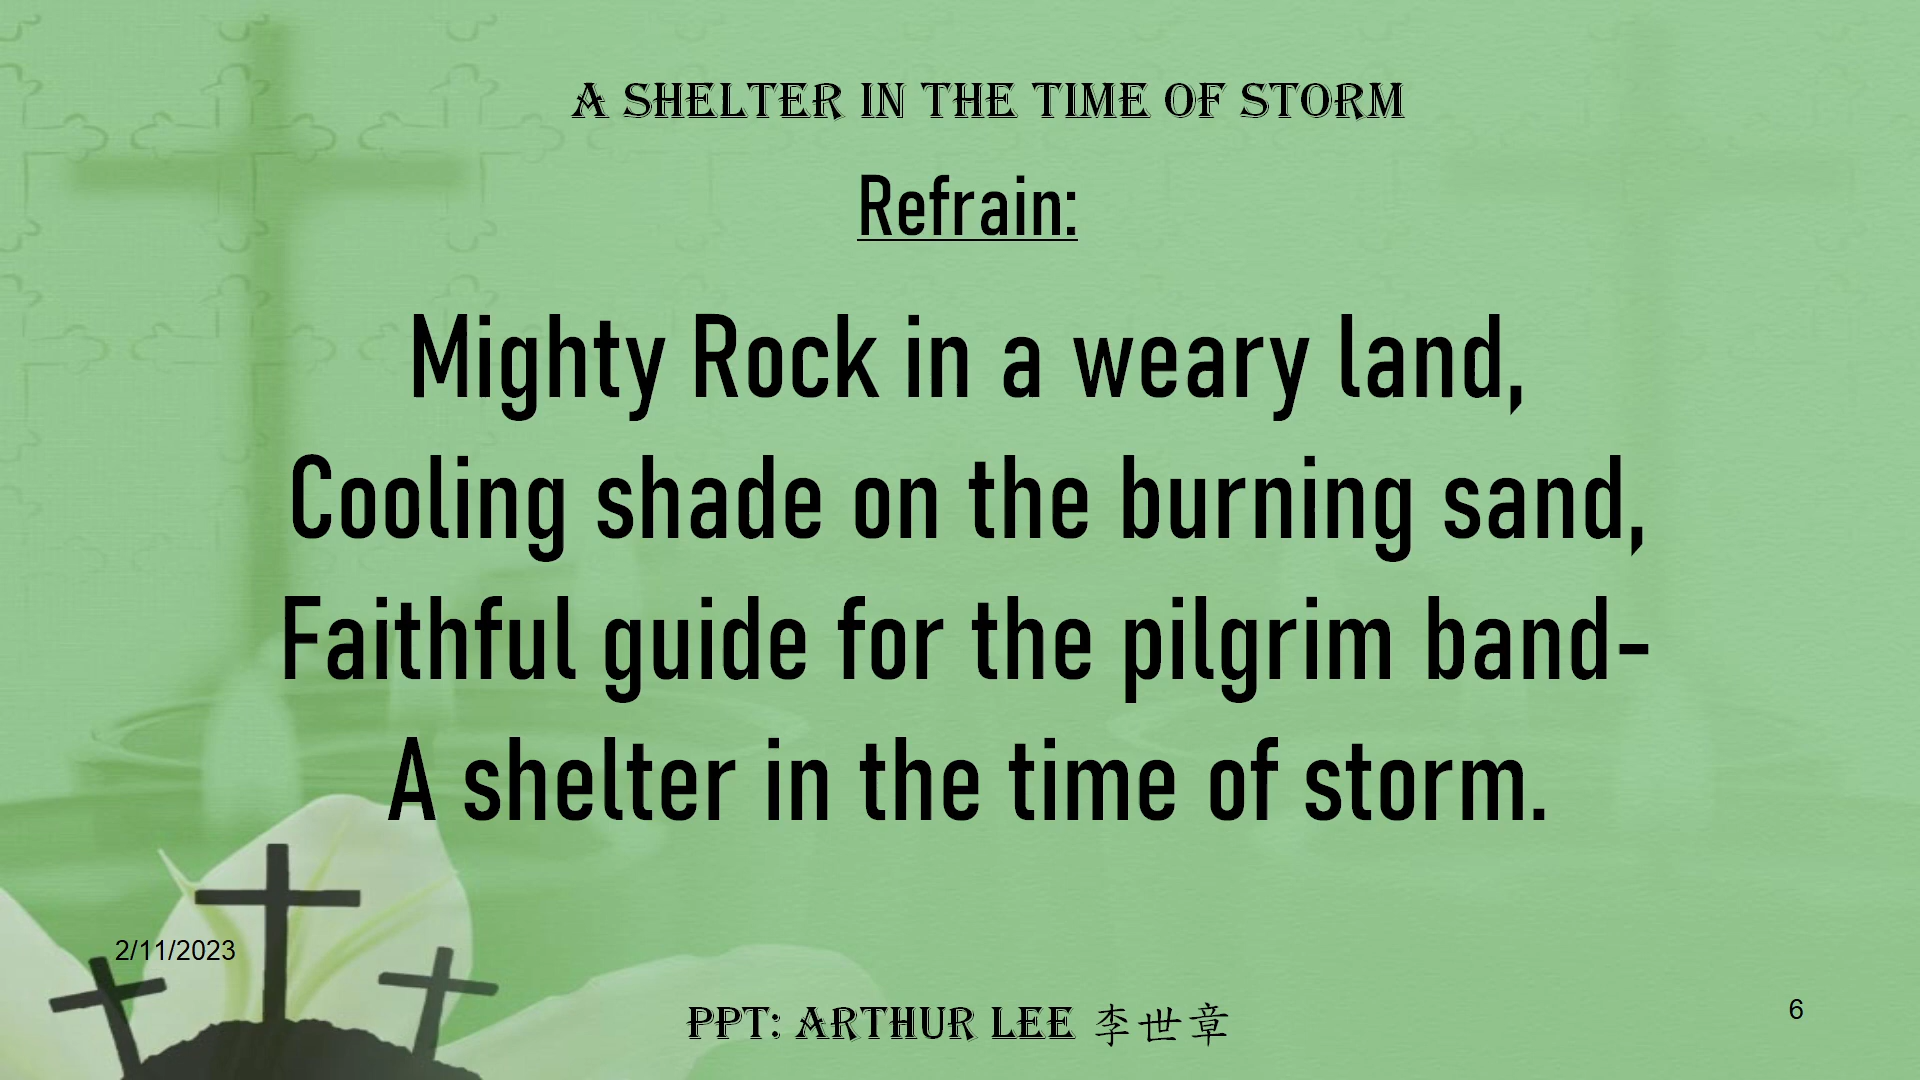 A SHELTER IN THE TIME OF STORM
Refrain:
Mighty Rock in a weary land,
Cooling shade on the burning sand,
Faithful guide for the pilgrim band-
A shelter in the time of storm.
2/11/2023
PPT: ARTHUR LEE 李世章
6